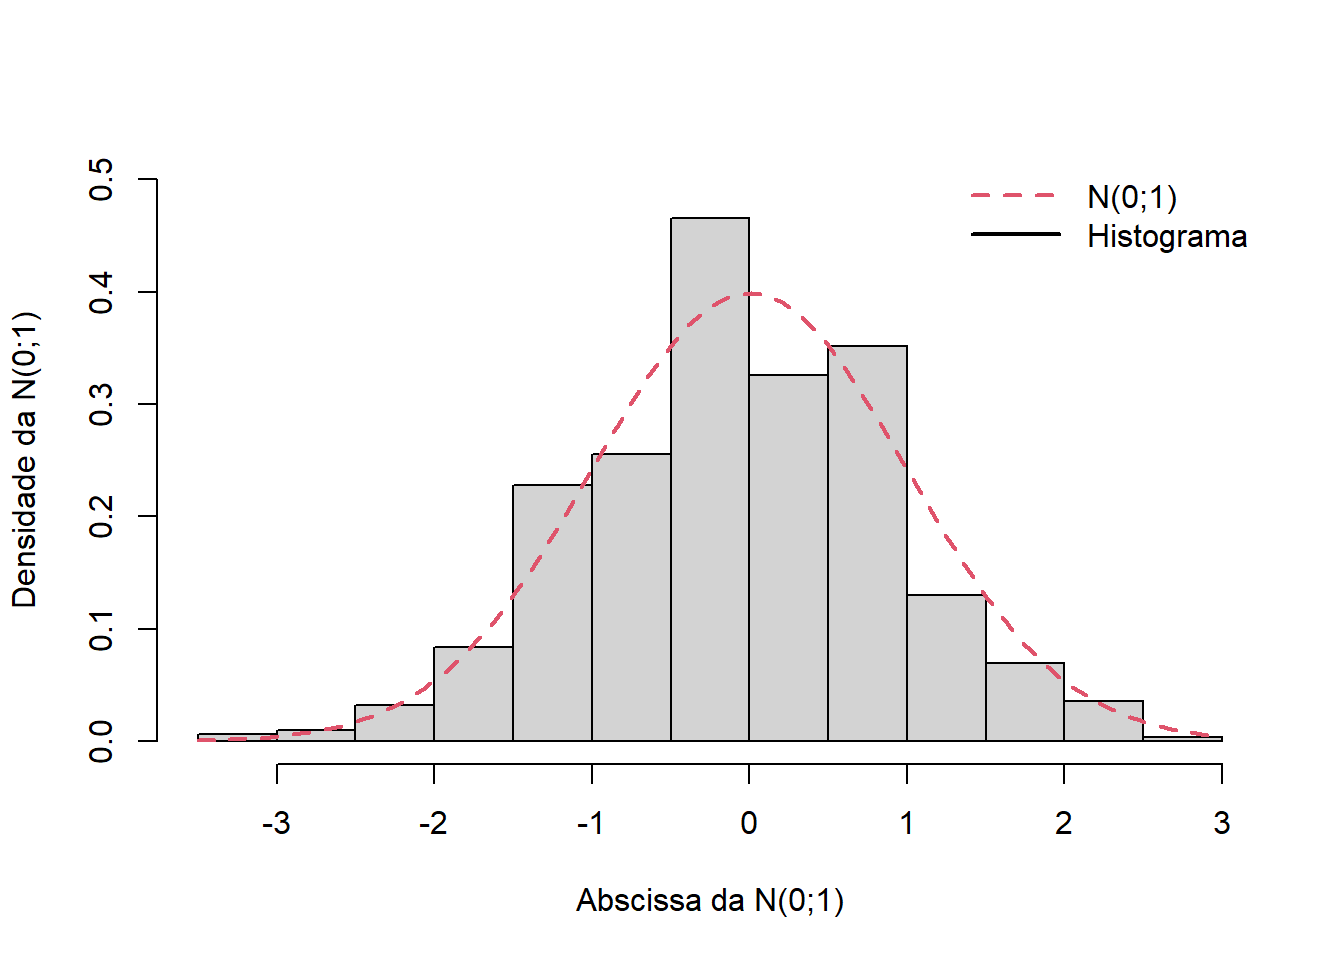 N(0;1)
Histograma
Densidade da N(0;1)
0.5
0.4
0.3
0.2
0.1
0.0
-3 -2 -1 0 1 2 3
Abscissa da N(0;1)